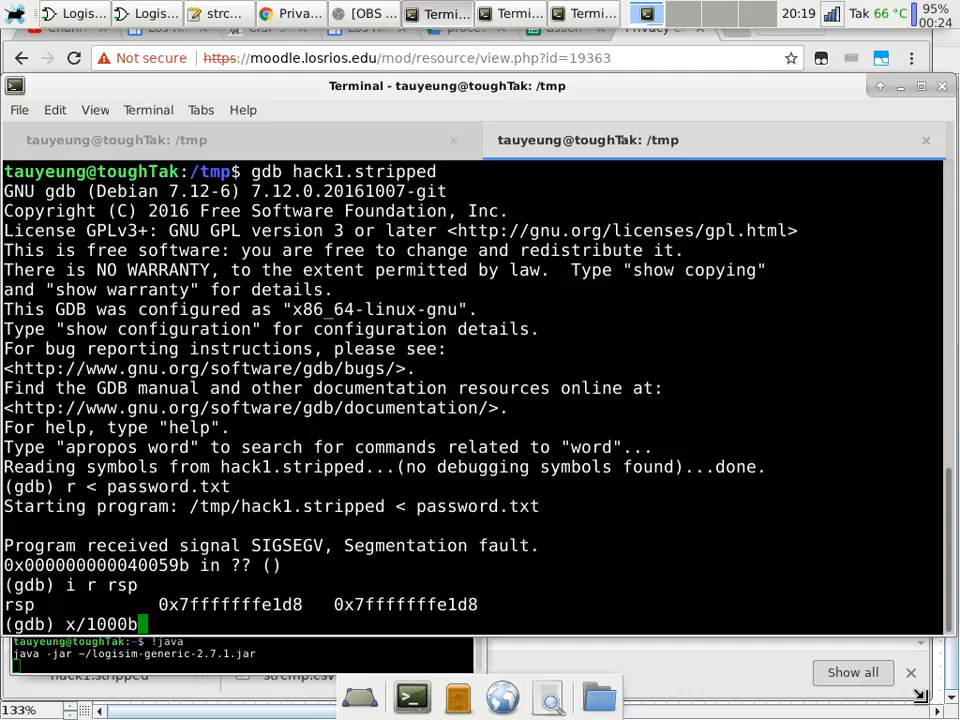 Logis...
Logis...
strc...
Priva...
[OBS ...
Termi...
Termi...
Termi...
20:19
Tak 66 °C
95%
00:24
Not secure
https://moodle.losrios.edu/mod/resource/view.php?id=19363
Terminal - tauyeung@toughTak: /tmp
File Edit View Terminal Tabs Help
tauyeung@toughTak: /tmp
tauyeung@toughTak: /tmp
tauyeung@toughTak:/tmp$ gdb hack1.stripped
GNU gdb (Debian 7.12-6) 7.12.0.20161007-git
Copyright (C) 2016 Free Software Foundation, Inc.
License GPLv3+: GNU GPL version 3 or later <http://gnu.org/licenses/gpl.html>
This is free software: you are free to change and redistribute it.
There is NO WARRANTY, to the extent permitted by law.  Type "show copying"
and "show warranty" for details.
This GDB was configured as "x86_64-linux-gnu".
Type "show configuration" for configuration details.
For bug reporting instructions, please see:
<http://www.gnu.org/software/gdb/bugs/>.
Find the GDB manual and other documentation resources online at:
<http://www.gnu.org/software/gdb/documentation/>.
For help, type "help".
Type "apropos word" to search for commands related to "word"...
Reading symbols from hack1.stripped...(no debugging symbols found)...done.
(gdb) r < password.txt
Starting program: /tmp/hack1.stripped < password.txt
Program received signal SIGSEGV, Segmentation fault.
0x000000000040059b in ?? ()
(gdb) i r rsp
rsp            0x7fffffffe1d8   0x7fffffffe1d8
(gdb) x/1000b
tauyeung@toughTak:~$ !java
java -jar ~/logisim-generic-2.7.1.jar
hack1.stripped
strcmp.csv
Show all
133%